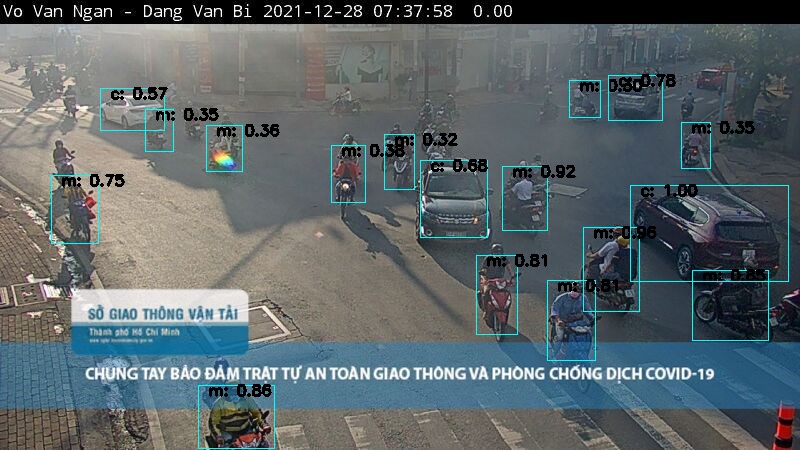 Vo Van Ngan - Dang Van Bi 2021-12-28 07:37:58 0.00
c: 0.57
m: 0.35
m: 0.36
m: 0.38
m: 0.32
c: 0.68
m: 0.92
m: 0.80
c: 0.78
m: 0.35
m: 0.75
c: 1.00
m: 0.96
m: 0.81
m: 0.81
m: 0.85
SỞ GIAO THÔNG VẬN TẢI
Thành phố Hồ Chí Minh
CHUNG TAY BẢO ĐẢM TRẬT TỰ AN TOÀN GIAO THÔNG VÀ PHÒNG CHỐNG DỊCH COVID-19
m: 0.86